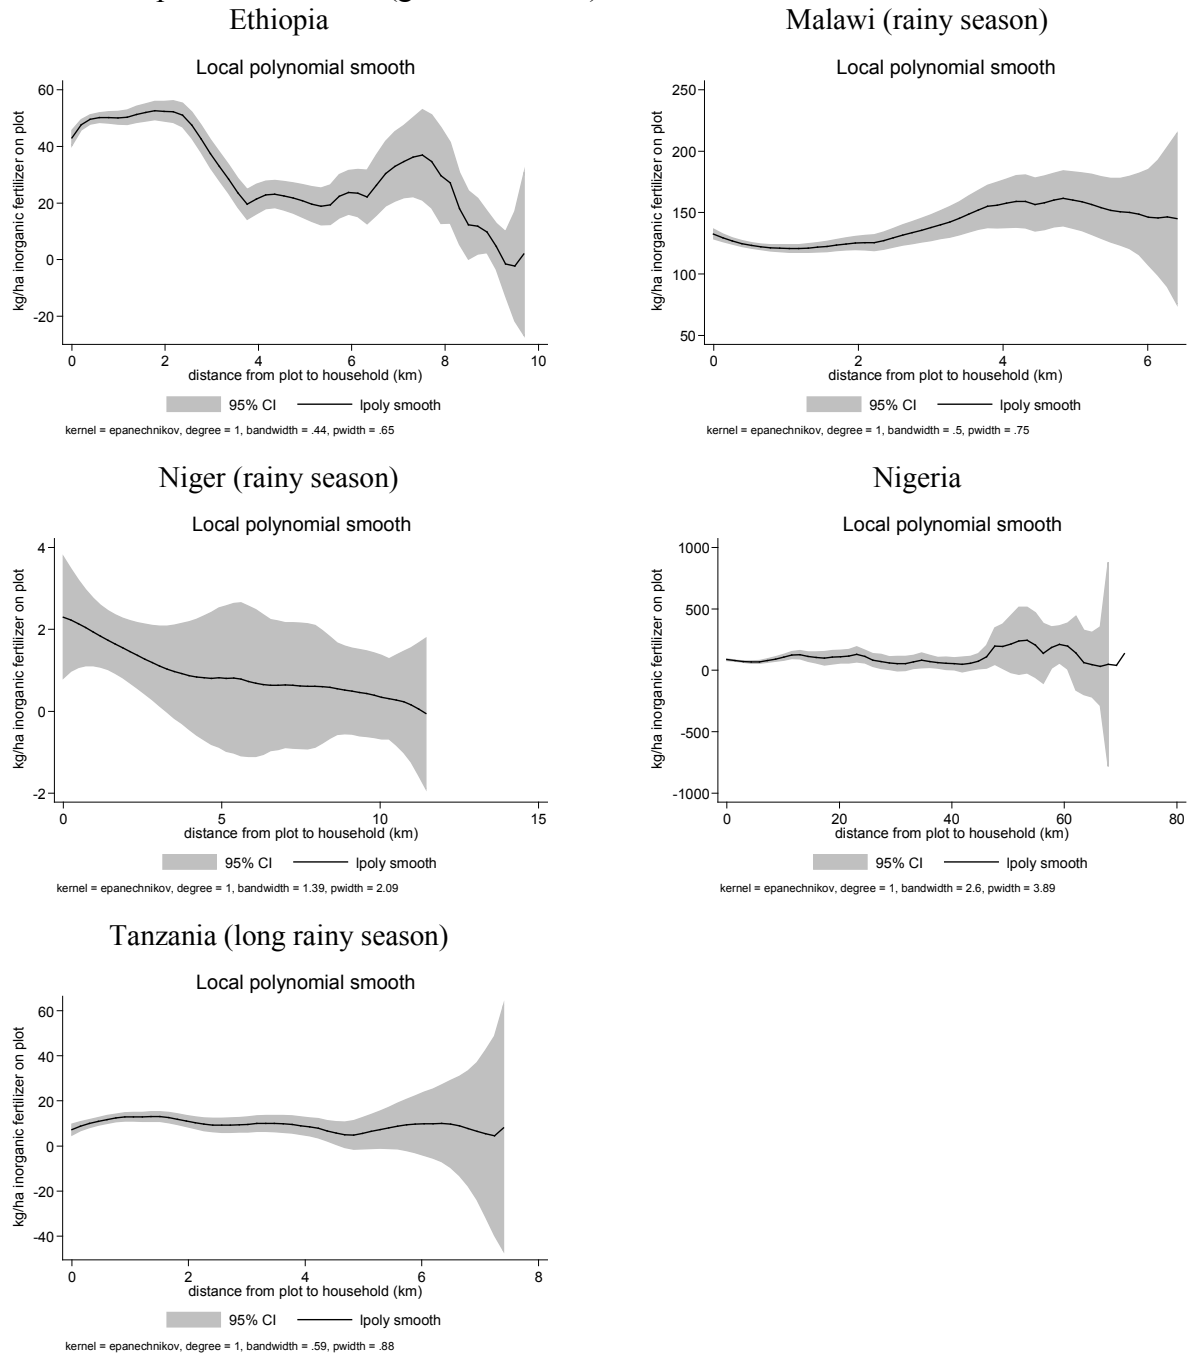 Ethiopia
Local polynomial smooth
kg/ha inorganic fertilizer on plot
60
40
20
0
-20
0 2 4 6 8 10
distance from plot to household (km)
95% CI lpoly smooth
kernel = epanechnikov, degree = 1, bandwidth = .44, pwidth = .65
Malawi (rainy season)
Local polynomial smooth
kg/ha inorganic fertilizer on plot
250
200
150
100
50
0 2 4 6
distance from plot to household (km)
95% CI lpoly smooth
kernel = epanechnikov, degree = 1, bandwidth = .5, pwidth = .75
Niger (rainy season)
Local polynomial smooth
kg/ha inorganic fertilizer on plot
4
2
0
-2
0 5 10 15
distance from plot to household (km)
95% CI lpoly smooth
kernel = epanechnikov, degree = 1, bandwidth = 1.39, pwidth = 2.09
Nigeria
Local polynomial smooth
kg/ha inorganic fertilizer on plot
1000
500
0
-500
-1000
0 20 40 60 80
distance from plot to household (km)
95% CI lpoly smooth
kernel = epanechnikov, degree = 1, bandwidth = 2.6, pwidth = 3.89
Tanzania (long rainy season)
Local polynomial smooth
kg/ha inorganic fertilizer on plot
60
40
20
0
-20
-40
0 2 4 6 8
distance from plot to household (km)
95% CI lpoly smooth
kernel = epanechnikov, degree = 1, bandwidth = .59, pwidth = .88